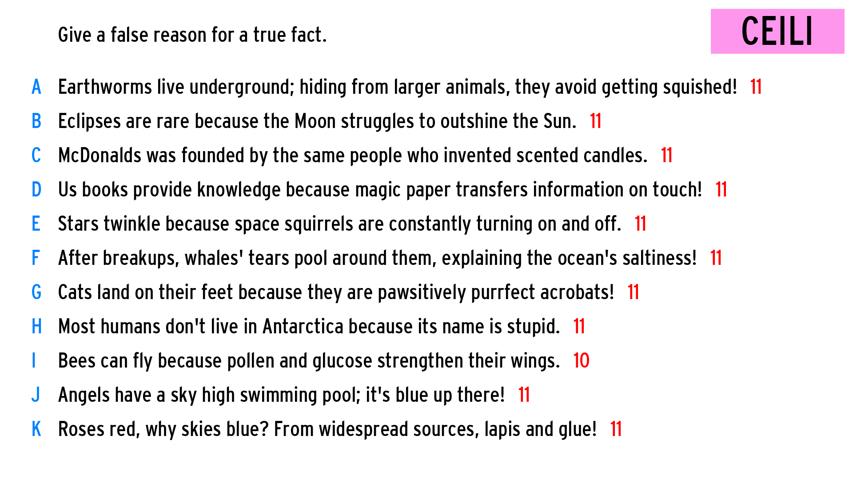 Give a false reason for a true fact.
CEILI
A Earthworms live underground; hiding from larger animals, they avoid getting squished! 11
B Eclipses are rare because the Moon struggles to outshine the Sun. 11
C McDonalds was founded by the same people who invented scented candles. 11
D Us books provide knowledge because magic paper transfers information on touch! 11
E Stars twinkle because space squirrels are constantly turning on and off. 11
F After breakups, whales' tears pool around them, explaining the ocean's saltiness! 11
G Cats land on their feet because they are pawsitively purrfect acrobats! 11
H Most humans don't live in Antarctica because its name is stupid. 11
I Bees can fly because pollen and glucose strengthen their wings. 10
J Angels have a sky high swimming pool; it's blue up there! 11
K Roses red, why skies blue? From widespread sources, lapis and glue! 11